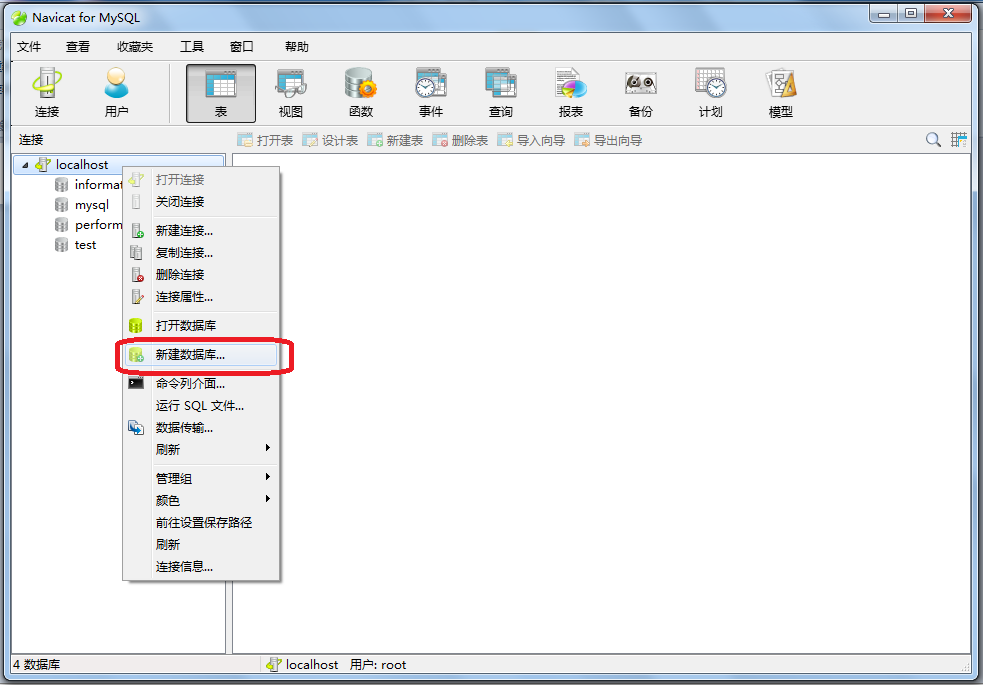 Navicat for MySQL
文件 查看 收藏夹 工具 窗口 帮助
连接 用户 表 视图 函数 事件 查询 报表 备份 计划 模型
连接 打开表 设计表 新建表 删除表 导入向导 导出向导
localhost
informat
mysql
perform
test
打开连接
关闭连接
新建连接...
复制连接...
删除连接
连接属性...
打开数据库
新建数据库...
命令列介面...
运行 SQL 文件...
数据传输...
刷新
管理组
颜色
前往设置保存路径
刷新
连接信息...
4 数据库 localhost 用户: root